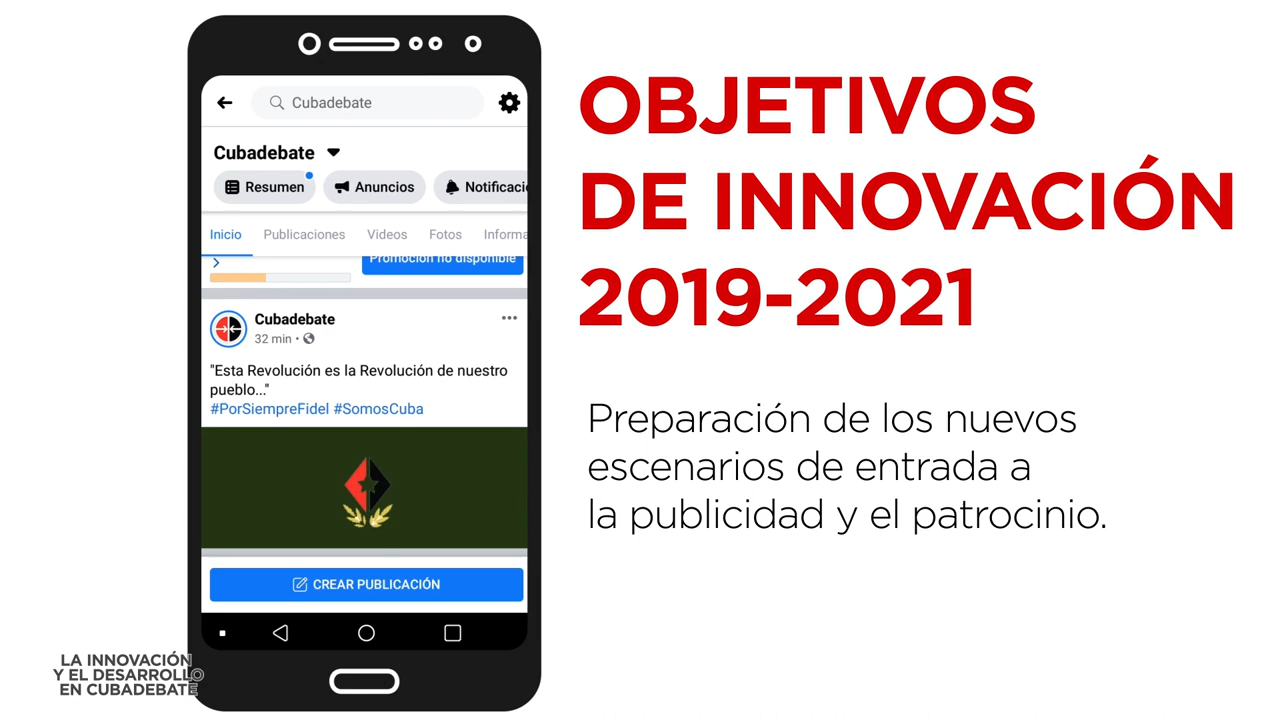 Cubadebate
Cubadebate
Resumen
Anuncios
Notificacio
Inicio
Publicaciones
Videos
Fotos
Informa
Promoción no disponible
Cubadebate
32 min
"Esta Revolución es la Revolución de nuestro
pueblo..."
#PorSiempreFidel #SomosCuba
CREAR PUBLICACIÓN
OBJETIVOS
DE INNOVACIÓN
2019-2021
Preparación de los nuevos
escenarios de entrada a
la publicidad y el patrocinio.
LA INNOVACIÓN
Y EL DESARROLLO
EN CUBADEBATE